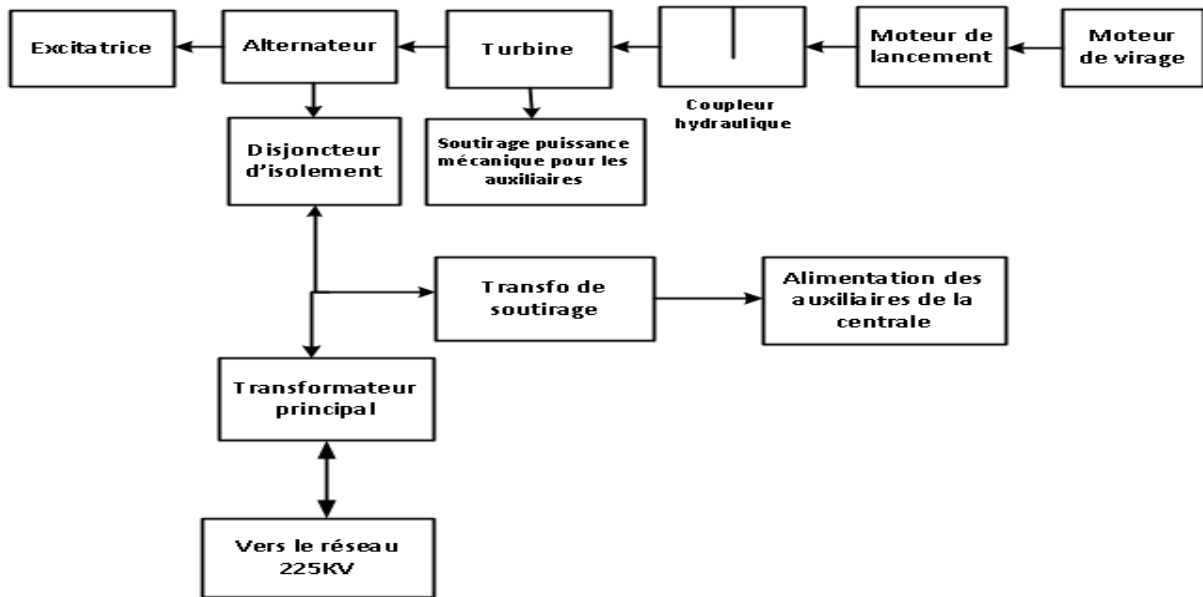 Excitatrice
Alternateur
Turbine
Moteur de
lancement
Moteur
de virage
Coupleur
hydraulique
Disjoncteur
d'isolement
Soutirage puissance
mécanique pour les
auxiliaires
Transfo de
soutirage
Alimentation des
auxiliaires de la
centrale
Transformateur
principal
Vers le réseau
225KV